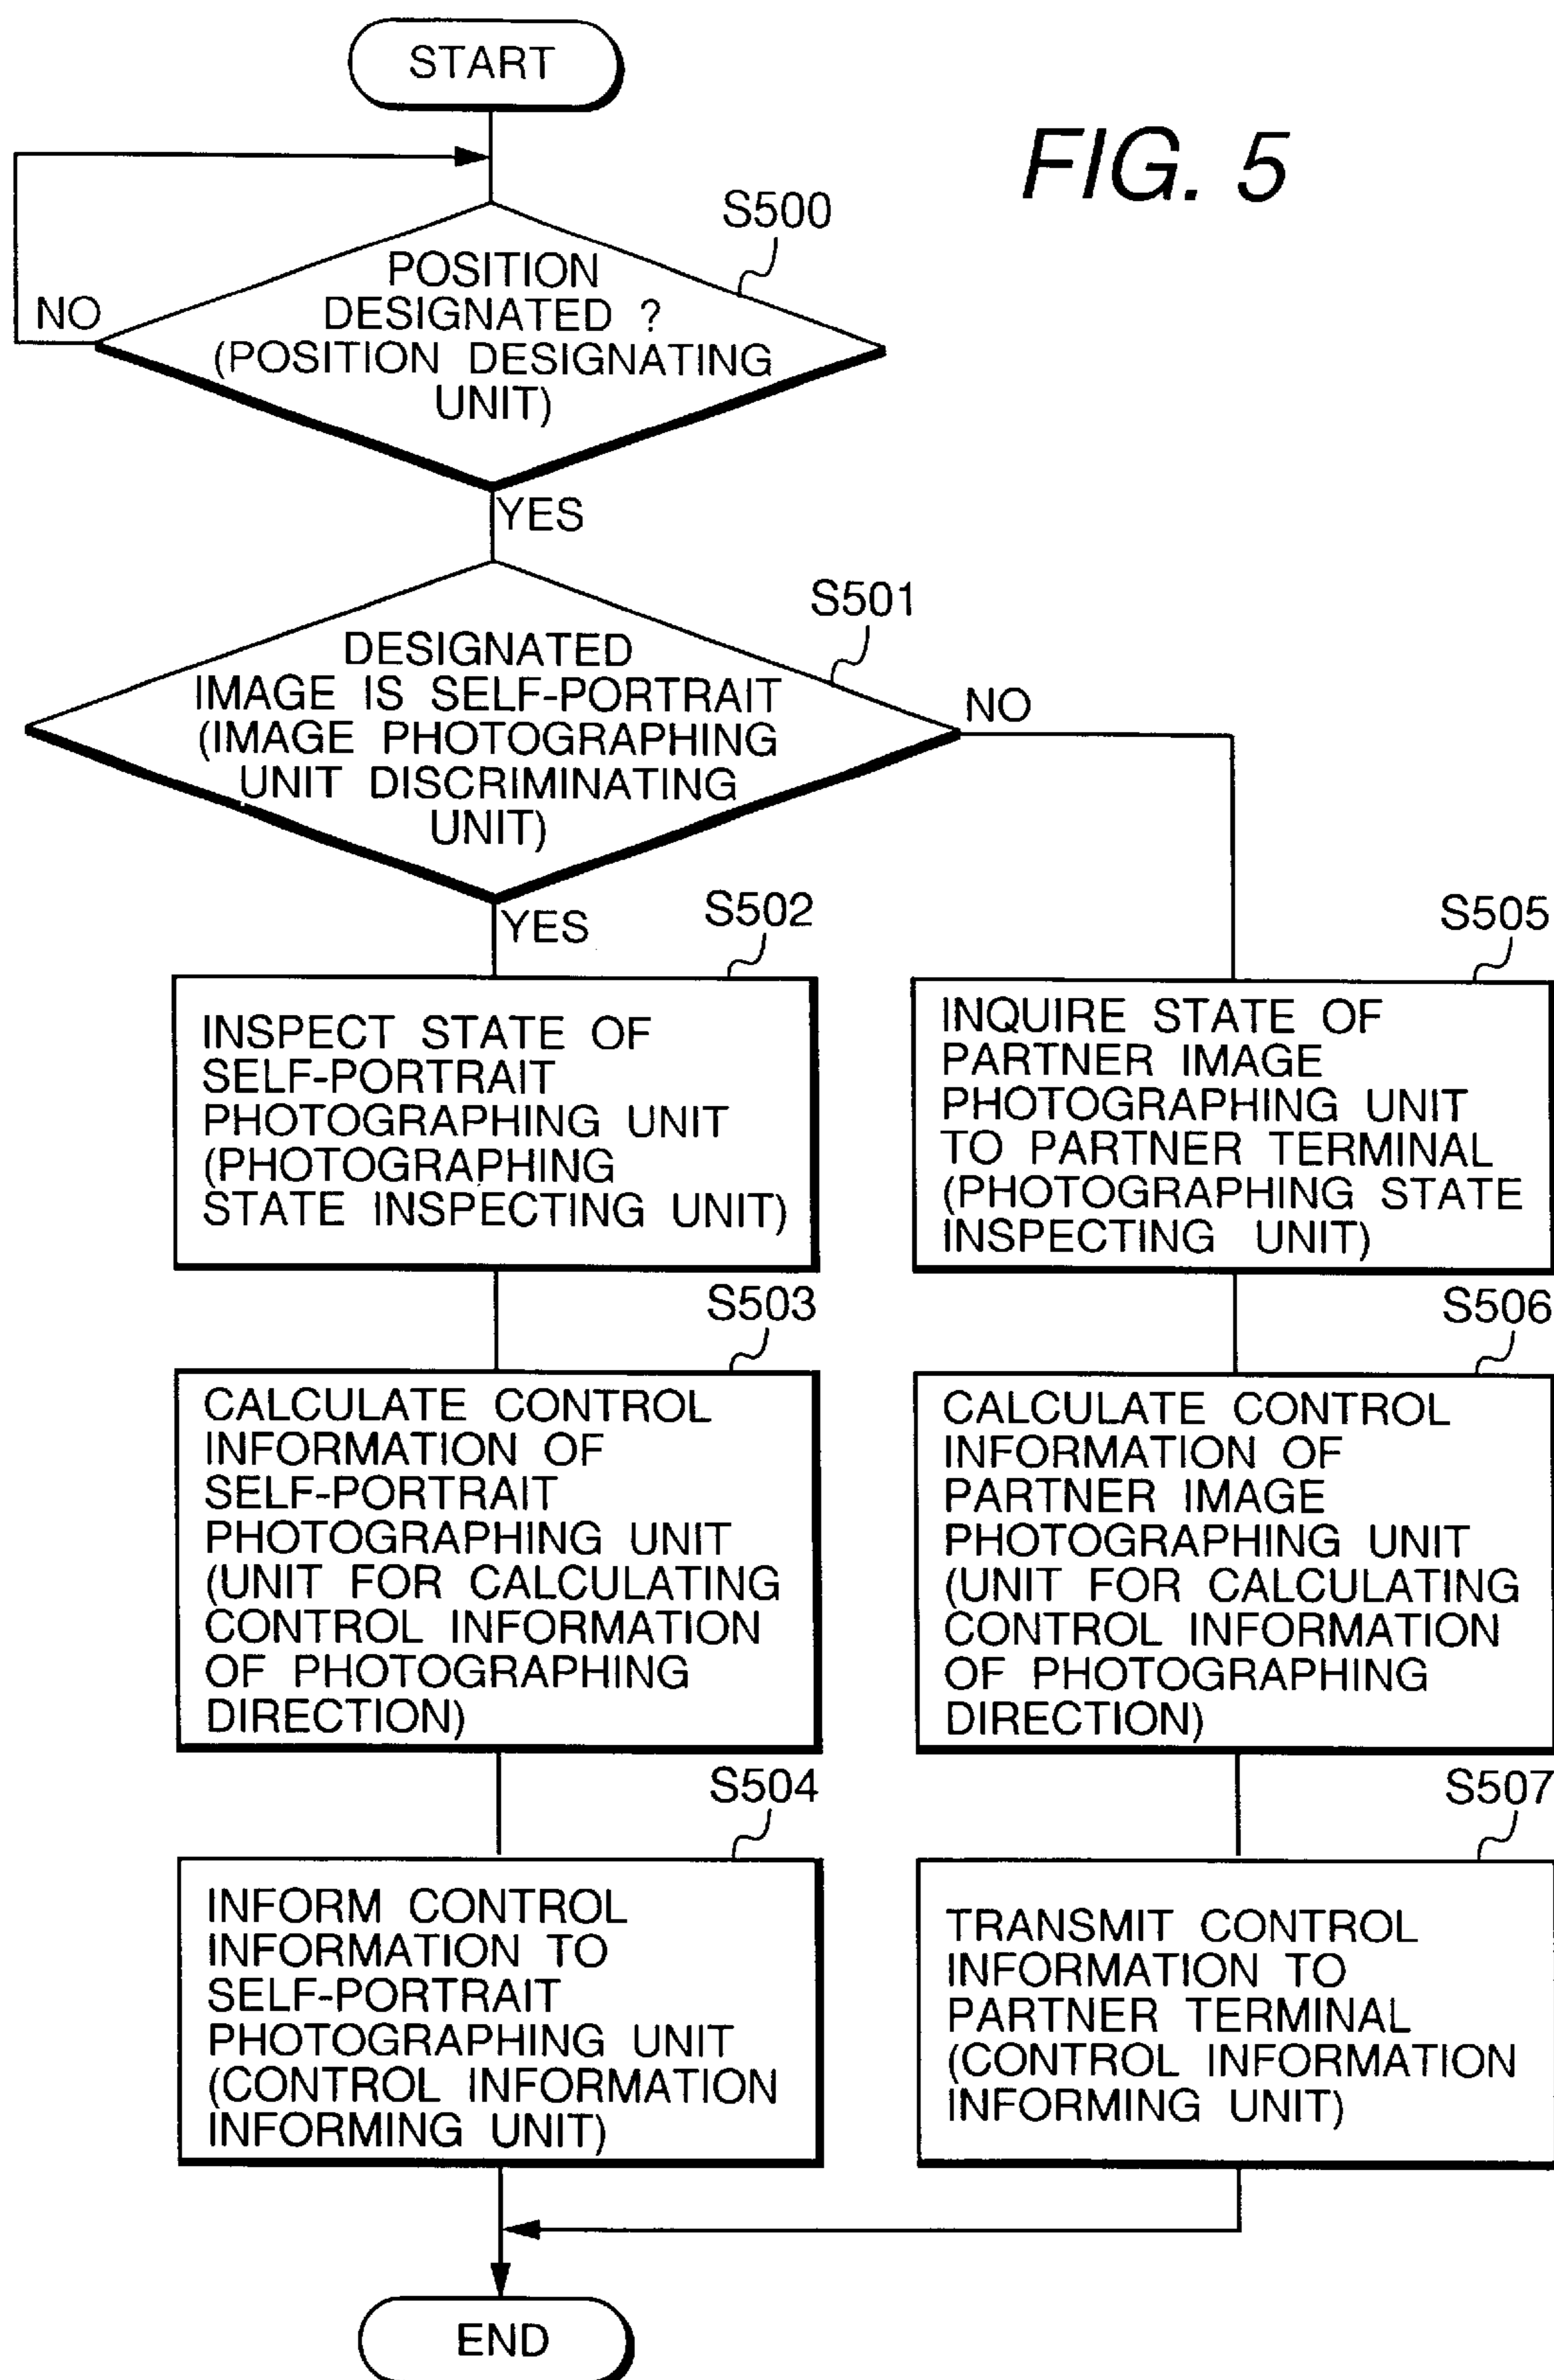 START
FIG. 5
S500
POSITION
DESIGNATED ?
(POSITION DESIGNATING
UNIT)
NO
YES
S501
DESIGNATED
IMAGE IS SELF-PORTRAIT
(IMAGE PHOTOGRAPHING
UNIT DISCRIMINATING
UNIT)
NO
YES
S502
INSPECT STATE OF
SELF-PORTRAIT
PHOTOGRAPHING UNIT
(PHOTOGRAPHING
STATE INSPECTING UNIT)
S503
CALCULATE CONTROL
INFORMATION OF
SELF-PORTRAIT
PHOTOGRAPHING UNIT
(UNIT FOR CALCULATING
CONTROL INFORMATION
OF PHOTOGRAPHING
DIRECTION)
S504
INFORM CONTROL
INFORMATION TO
SELF-PORTRAIT
PHOTOGRAPHING UNIT
(CONTROL INFORMATION
INFORMING UNIT)
S505
INQUIRE STATE OF
PARTNER IMAGE
PHOTOGRAPHING UNIT
TO PARTNER TERMINAL
(PHOTOGRAPHING STATE
INSPECTING UNIT)
S506
CALCULATE CONTROL
INFORMATION OF
PARTNER IMAGE
PHOTOGRAPHING UNIT
(UNIT FOR CALCULATING
CONTROL INFORMATION
OF PHOTOGRAPHING
DIRECTION)
S507
TRANSMIT CONTROL
INFORMATION TO
PARTNER TERMINAL
(CONTROL INFORMATION
INFORMING UNIT)
END